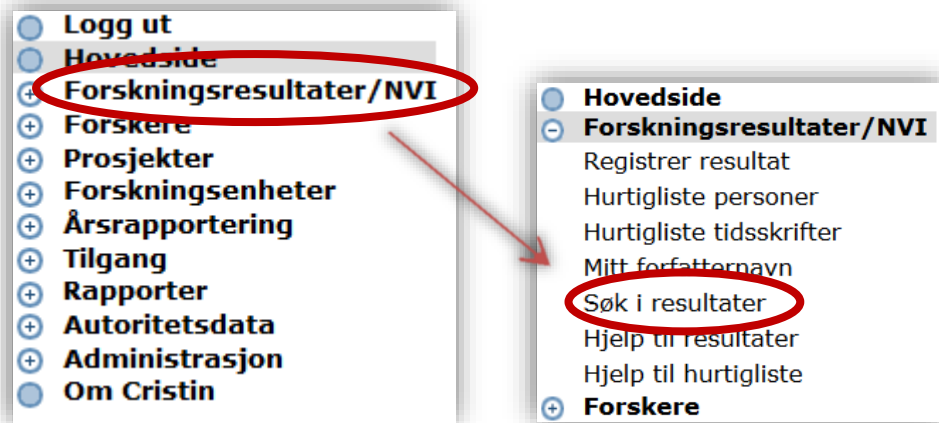 Logg ut
Hovedside
Forskningsresultater/NVI
Forskere
Prosjekter
Forskningsenheter
Årsrapportering
Tilgang
Rapporter
Autoritetsdata
Administrasjon
Om Cristin
Hovedside
Forskningsresultater/NVI
Registrer resultat
Hurtigliste personer
Hurtigliste tidsskrifter
Mitt forfatternavn
Søk i resultater
Hjelp til resultater
Hjelp til hurtigliste
Forskere